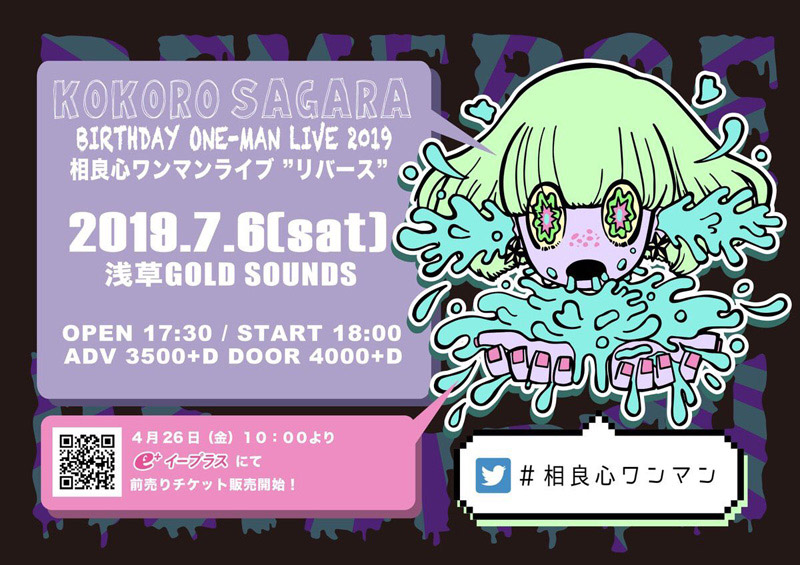 KOKORO SAGARA
BIRTHDAY ONE-MAN LIVE 2019
相良心ワンマンライブ ”リバース”
2019.7.6(sat)
浅草GOLD SOUNDS
OPEN 17:30 / START 18:00
ADV 3500+D DOOR 4000+D
4月26日（金）10：00より
e+ イープラス にて
前売りチケット販売開始！
#相良心ワンマン